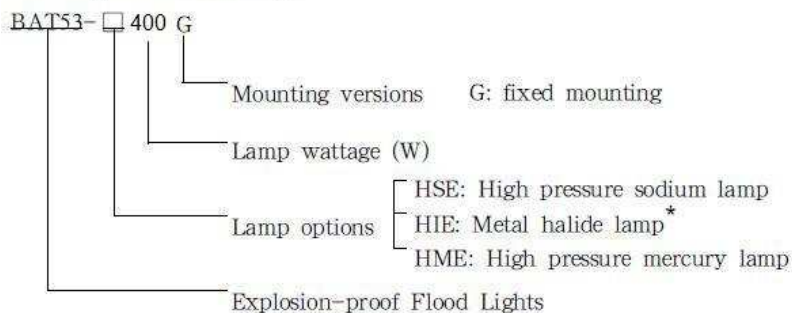 BAT53-□ 400 G
Mounting versions G: fixed mounting
Lamp wattage (W)
HSE: High pressure sodium lamp
Lamp options HIE: Metal halide lamp*
HME: High pressure mercury lamp
Explosion-proof Flood Lights